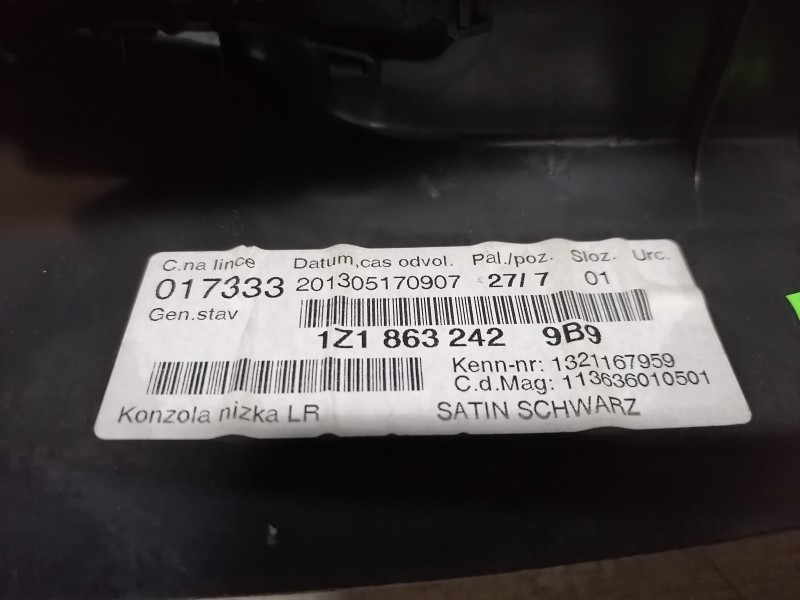 C.na lince Datum,cas odvol. Pal./poz. Sloz. Urc.
017333 201305170907 27/ 7 01
Gen.stav
1Z1 863 242 9B9
Kenn-nr: 1321167959
C.d.Mag: 113636010501
Konzola nizka LR SATIN SCHWARZ